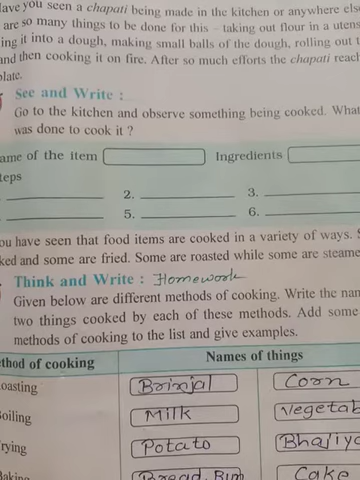 Have you seen a chapati being made in the kitchen or anywhere else
are so many things to be done for this – taking out flour in a utens
ing it into a dough, making small balls of the dough, rolling out t
and then cooking it on fire. After so much efforts the chapati reac
plate.
See and Write :
Go to the kitchen and observe something being cooked. What
was done to cook it ?
ame of the item Ingredients
teps
2. 3.
5. 6.
ou have seen that food items are cooked in a variety of ways. S
ked and some are fried. Some are roasted while some are steame
Think and Write : Homework
Given below are different methods of cooking. Write the nam
two things cooked by each of these methods. Add some
methods of cooking to the list and give examples.
thod of cooking Names of things
oasting Brinjal Corn
oiling Milk Vegetab
rying Potato Bhajiya
aking Bread, Bun Cake